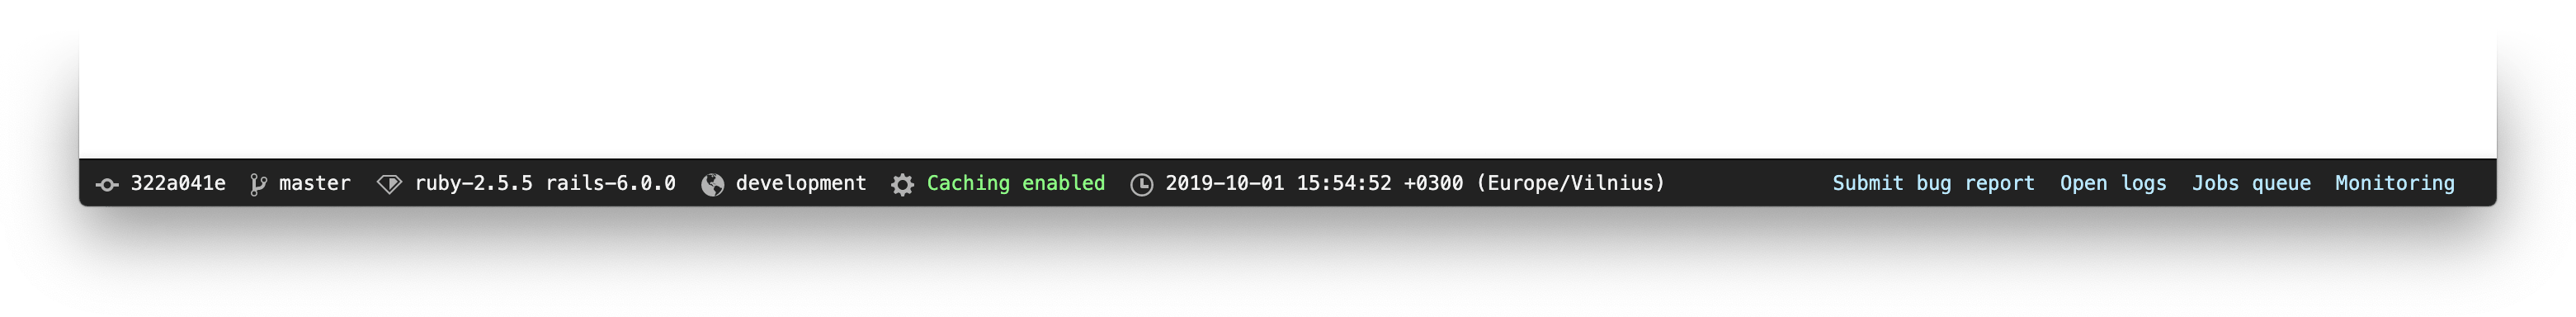 322a041e master ruby-2.5.5 rails-6.0.0 development Caching enabled 2019-10-01 15:54:52 +0300 (Europe/Vilnius) Submit bug report Open logs Jobs queue Monitoring